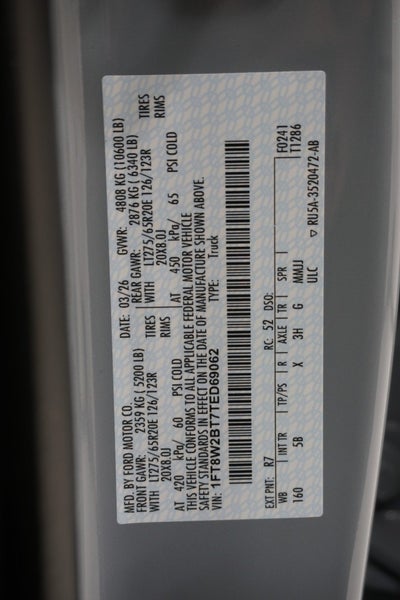 MFD. BY FORD MOTOR CO.
DATE: 03/26 GVWR: 4808 KG (10600 LB)
FRONT GAWR: 2359 KG ( 5200 LB) REAR GAWR: 2876 KG ( 6340 LB)
WITH LT275/65R20E 126/123R TIRES WITH LT275/65R20E 126/123R TIRES
20X8.0J RIMS 20X8.0J RIMS
AT 420 kPa/ 60 PSI COLD AT 450 kPa/ 65 PSI COLD
THIS VEHICLE CONFORMS TO ALL APPLICABLE FEDERAL MOTOR VEHICLE
SAFETY STANDARDS IN EFFECT ON THE DATE OF MANUFACTURE SHOWN ABOVE.
VIN: 1FT8W2BT7TED69062 TYPE: Truck
F0241
EXT PNT: R7 RC: 52 DSO: T1286
WB INT TR TP/PS R AXLE TR SPR
160 5B X 3H G MMJJ
ULC ▽ RU5A-3520472-AB